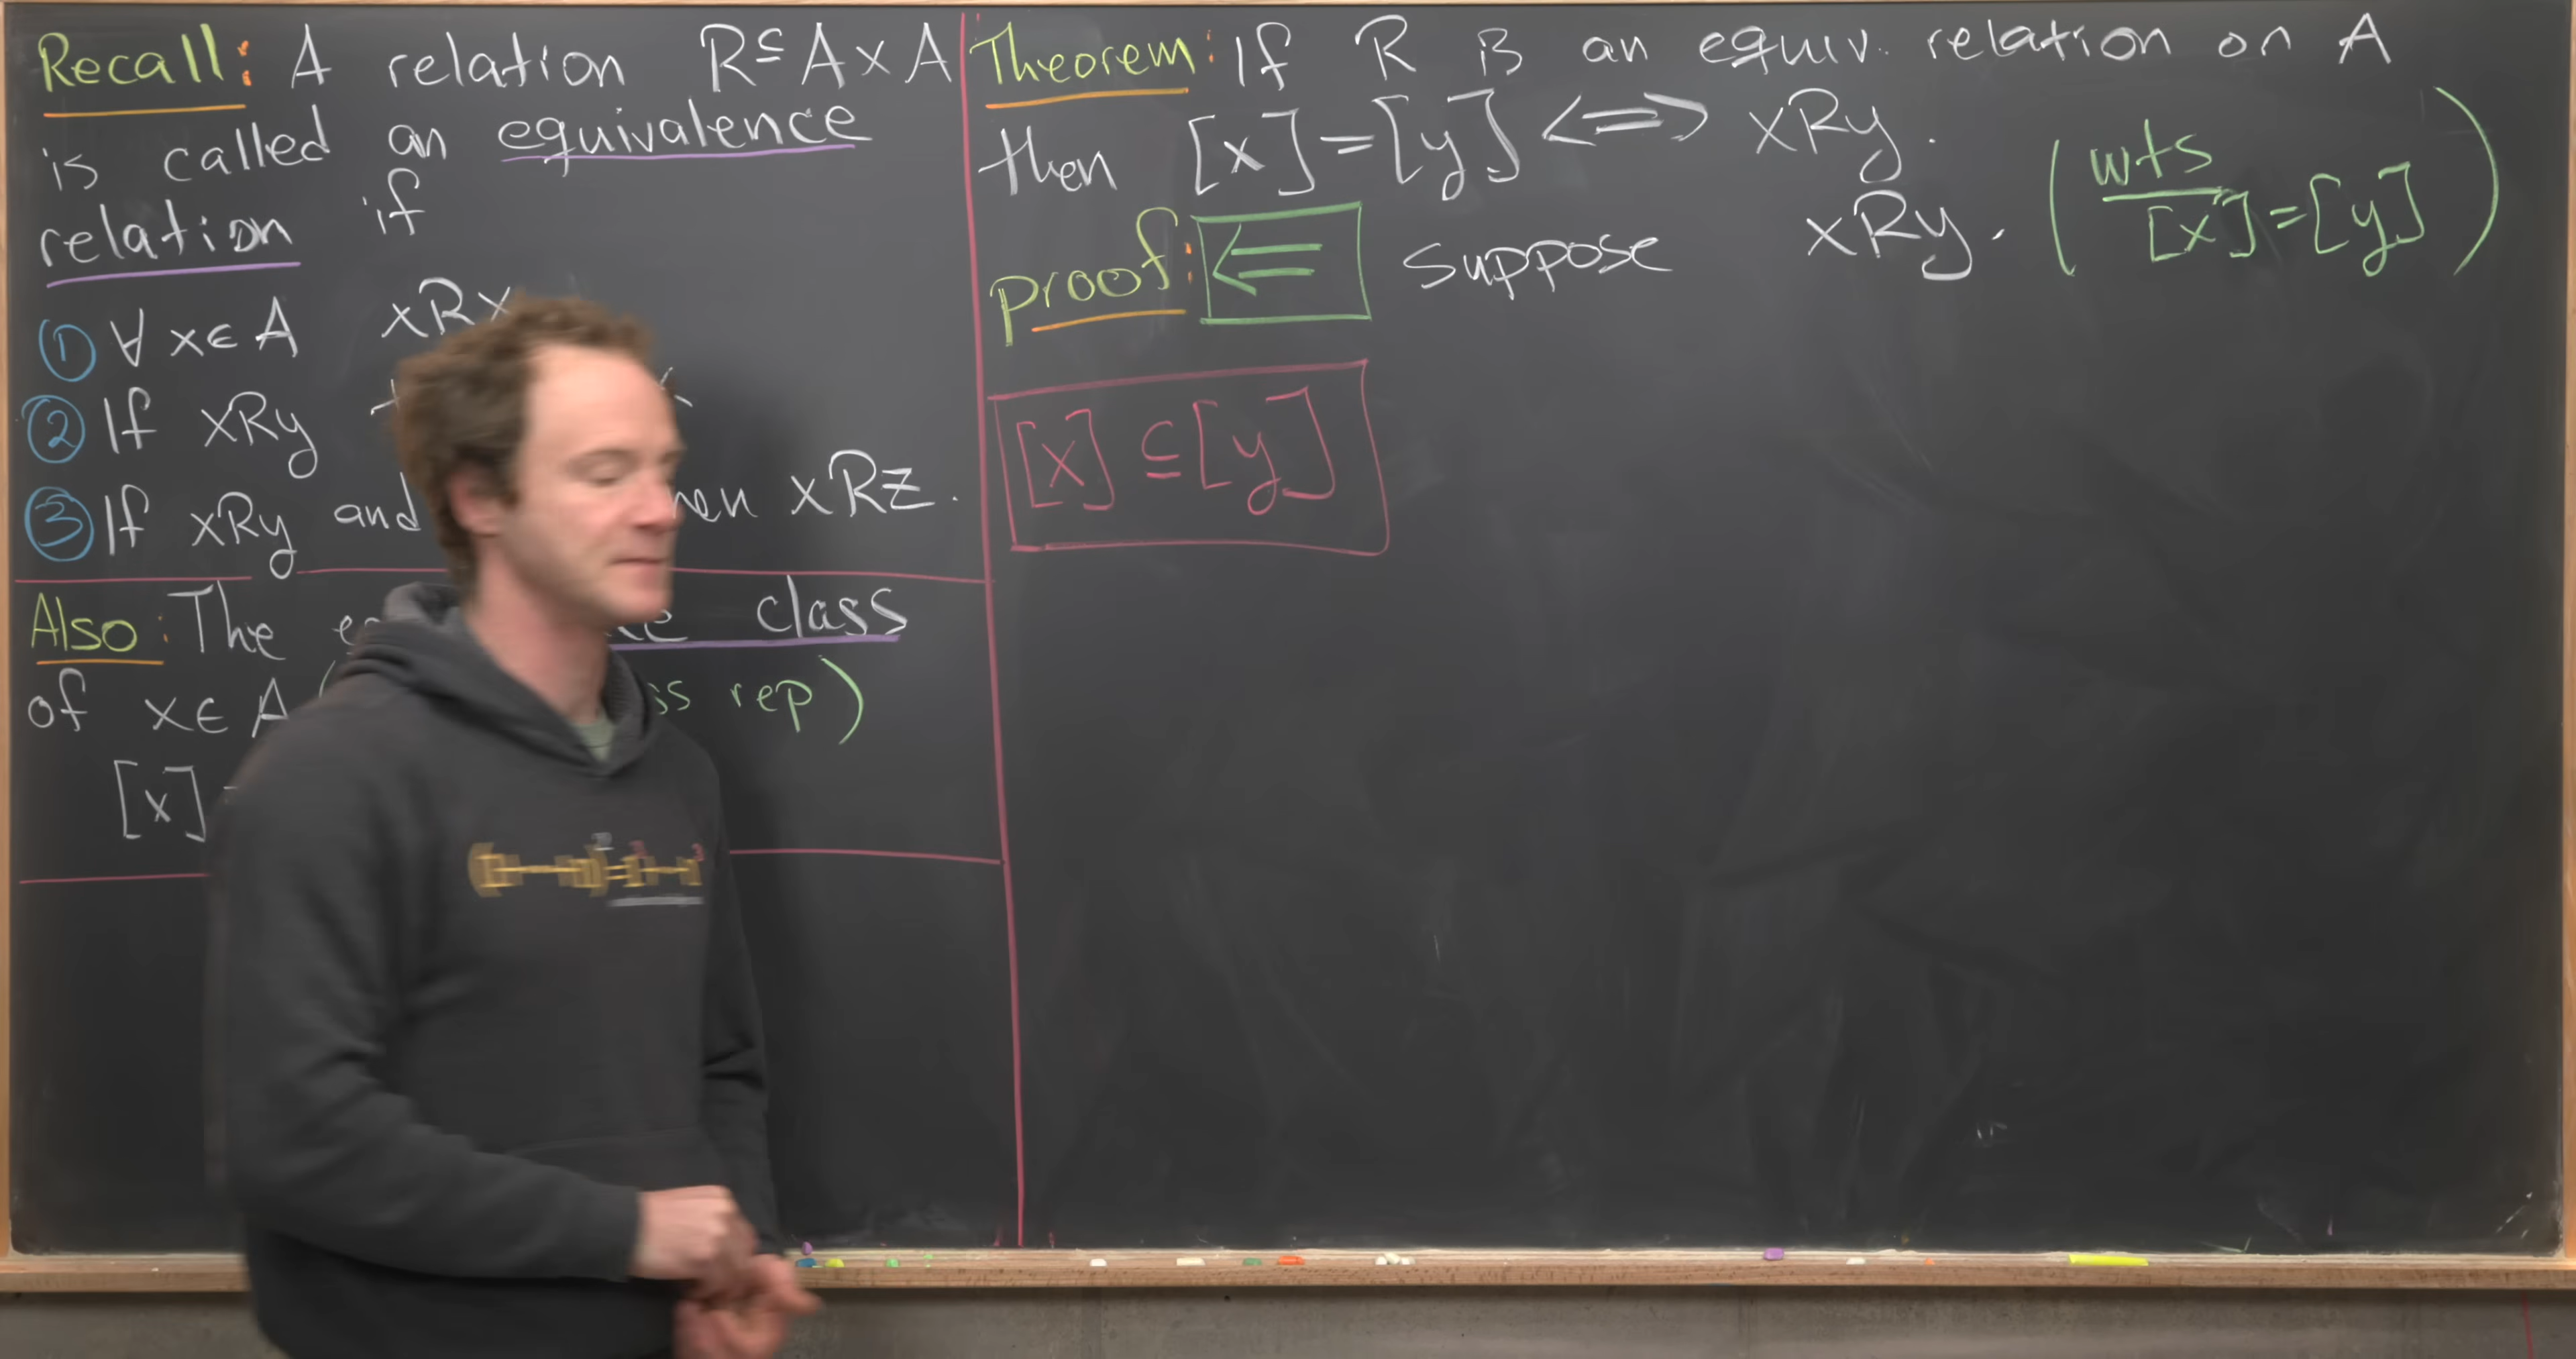 Recall: A relation R⊆A×A
is called an equivalence
relation if
① ∀ x∈A xRx
② If xRy
③ If xRy and xRz.
Also: The class
of x∈A rep)
[x]
Theorem: If R is an equiv. relation on A
then [x]=[y] <=> xRy.
Proof: <= Suppose xRy. (wts
[x]=[y])
[x] ⊆ [y]